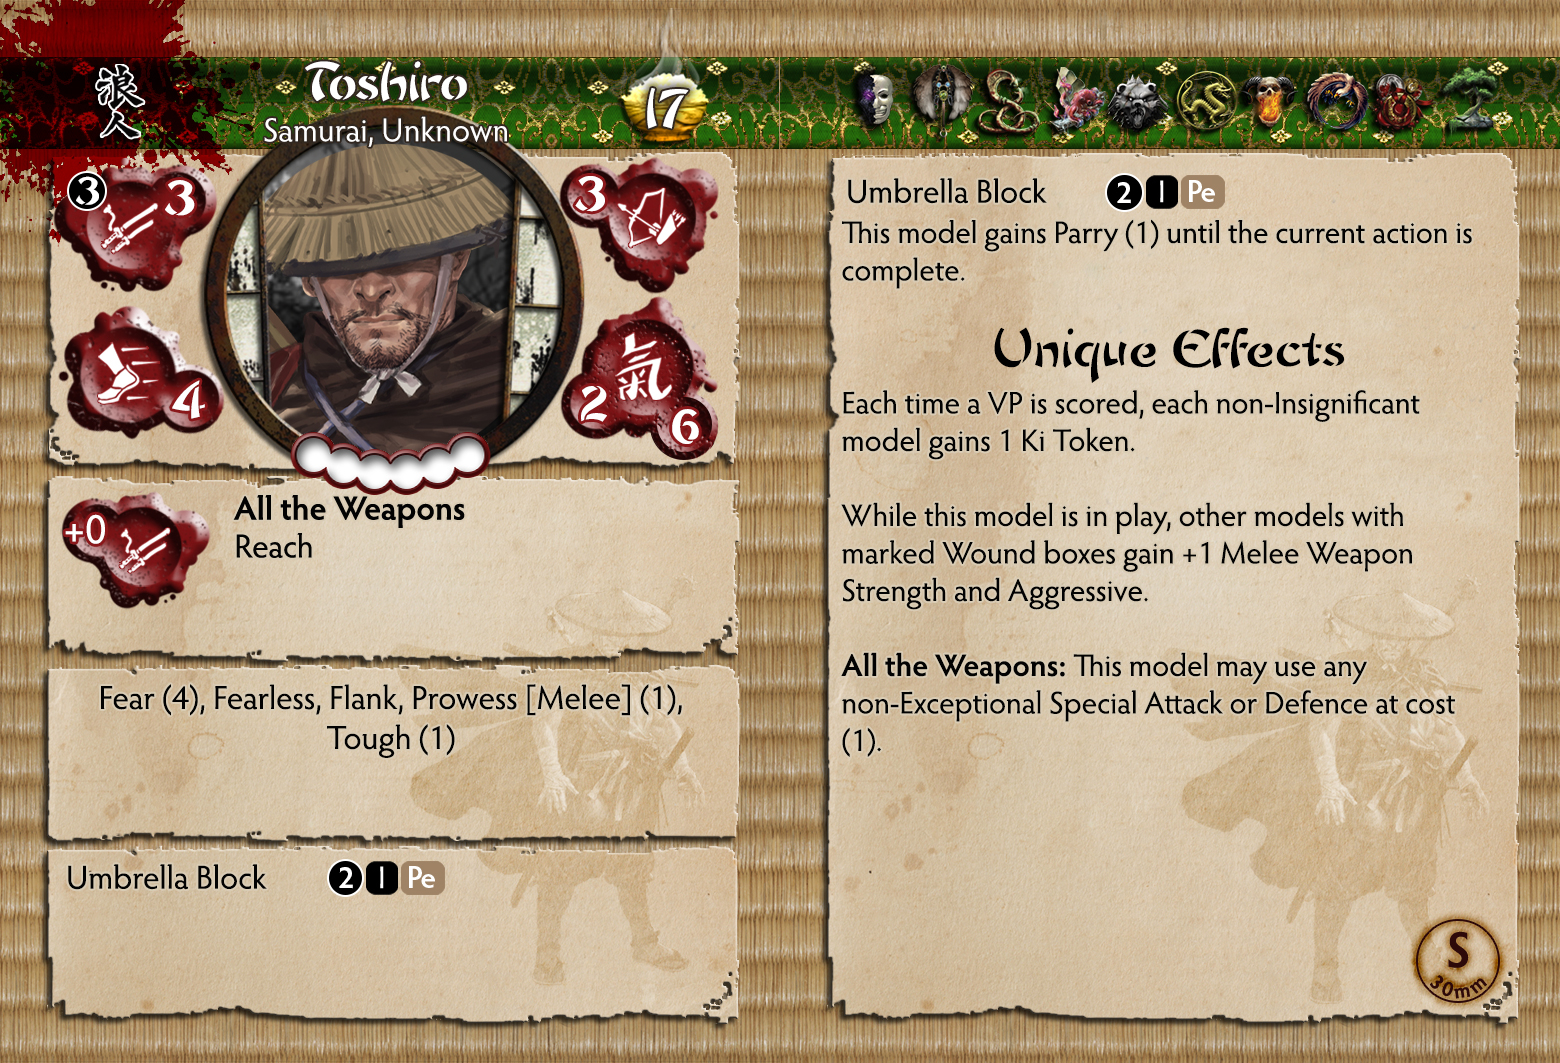 浪人
Toshiro
Samurai, Unknown
17
3 3
3
4
氣
2 6
+0
All the Weapons
Reach
Fear (4), Fearless, Flank, Prowess [Melee] (1),
Tough (1)
Umbrella Block 2 1 Pe
Umbrella Block 2 1 Pe
This model gains Parry (1) until the current action is
complete.
Unique Effects
Each time a VP is scored, each non-Insignificant
model gains 1 Ki Token.
While this model is in play, other models with
marked Wound boxes gain +1 Melee Weapon
Strength and Aggressive.
All the Weapons: This model may use any
non-Exceptional Special Attack or Defence at cost
(1).
S
30mm